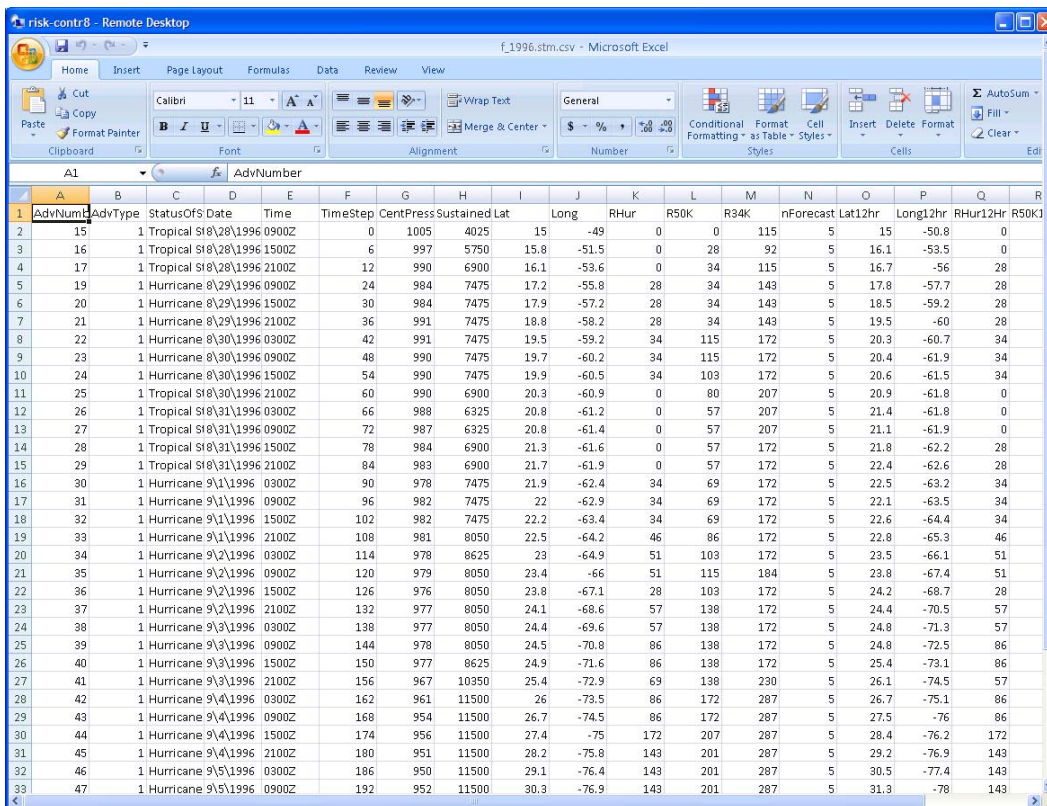 risk-contr8 - Remote Desktop
f_1996.stm.csv - Microsoft Excel
Home Insert Page Layout Formulas Data Review View
Cut Calibri 11 Wrap Text General Σ AutoSum
Copy Fill
Paste Format Painter B I U Merge & Center $ % , Conditional Formatting Format as Table Cell Styles Insert Delete Format Clear
Clipboard Font Alignment Number Styles Cells Edi
A1 fx AdvNumber
A B C D E F G H I J K L M N O P Q R
1 AdvNumb AdvType StatusOfS Date Time TimeStep CentPress Sustained Lat Long RHur R50K R34K nForecast Lat12hr Long12hr RHur12Hr R50K1
2 15 1 Tropical St 8\28\1996 0900Z 0 1005 4025 15 -49 0 0 115 5 15 -50.8 0
3 16 1 Tropical St 8\28\1996 1500Z 6 997 5750 15.8 -51.5 0 28 92 5 16.1 -53.5 0
4 17 1 Tropical St 8\28\1996 2100Z 12 990 6900 16.1 -53.6 0 34 115 5 16.7 -56 28
5 19 1 Hurricane 8\29\1996 0900Z 24 984 7475 17.2 -55.8 28 34 143 5 17.8 -57.7 28
6 20 1 Hurricane 8\29\1996 1500Z 30 984 7475 17.9 -57.2 28 34 143 5 18.5 -59.2 28
7 21 1 Hurricane 8\29\1996 2100Z 36 991 7475 18.8 -58.2 28 34 143 5 19.5 -60 28
8 22 1 Hurricane 8\30\1996 0300Z 42 991 7475 19.5 -59.2 34 115 172 5 20.3 -60.7 34
9 23 1 Hurricane 8\30\1996 0900Z 48 990 7475 19.7 -60.2 34 115 172 5 20.4 -61.9 34
10 24 1 Hurricane 8\30\1996 1500Z 54 990 7475 19.9 -60.5 34 103 172 5 20.6 -61.5 34
11 25 1 Tropical St 8\30\1996 2100Z 60 990 6900 20.3 -60.9 0 80 207 5 20.9 -61.8 0
12 26 1 Tropical St 8\31\1996 0300Z 66 988 6325 20.8 -61.2 0 57 207 5 21.4 -61.8 0
13 27 1 Tropical St 8\31\1996 0900Z 72 987 6325 20.8 -61.4 0 57 207 5 21.1 -61.9 0
14 28 1 Tropical St 8\31\1996 1500Z 78 984 6900 21.3 -61.6 0 57 172 5 21.8 -62.2 28
15 29 1 Tropical St 8\31\1996 2100Z 84 983 6900 21.7 -61.9 0 57 172 5 22.4 -62.6 28
16 30 1 Hurricane 9\1\1996 0300Z 90 978 7475 21.9 -62.4 34 69 172 5 22.5 -63.2 34
17 31 1 Hurricane 9\1\1996 0900Z 96 982 7475 22 -62.9 34 69 172 5 22.1 -63.5 34
18 32 1 Hurricane 9\1\1996 1500Z 102 982 7475 22.2 -63.4 34 69 172 5 22.6 -64.4 34
19 33 1 Hurricane 9\1\1996 2100Z 108 981 8050 22.5 -64.2 46 86 172 5 22.8 -65.3 46
20 34 1 Hurricane 9\2\1996 0300Z 114 978 8625 23 -64.9 51 103 172 5 23.5 -66.1 51
21 35 1 Hurricane 9\2\1996 0900Z 120 979 8050 23.4 -66 51 115 184 5 23.8 -67.4 51
22 36 1 Hurricane 9\2\1996 1500Z 126 976 8050 23.8 -67.1 28 103 172 5 24.2 -68.7 28
23 37 1 Hurricane 9\2\1996 2100Z 132 977 8050 24.1 -68.6 57 138 172 5 24.4 -70.5 57
24 38 1 Hurricane 9\3\1996 0300Z 138 977 8050 24.4 -69.6 57 138 172 5 24.8 -71.3 57
25 39 1 Hurricane 9\3\1996 0900Z 144 978 8050 24.5 -70.8 86 138 172 5 24.8 -72.5 86
26 40 1 Hurricane 9\3\1996 1500Z 150 977 8625 24.9 -71.6 86 138 172 5 25.4 -73.1 86
27 41 1 Hurricane 9\3\1996 2100Z 156 967 10350 25.4 -72.9 69 138 230 5 26.1 -74.5 57
28 42 1 Hurricane 9\4\1996 0300Z 162 961 11500 26 -73.5 86 172 287 5 26.7 -75.1 86
29 43 1 Hurricane 9\4\1996 0900Z 168 954 11500 26.7 -74.5 86 172 287 5 27.5 -76 86
30 44 1 Hurricane 9\4\1996 1500Z 174 956 11500 27.4 -75 172 207 287 5 28.4 -76.2 172
31 45 1 Hurricane 9\4\1996 2100Z 180 951 11500 28.2 -75.8 143 201 287 5 29.2 -76.9 143
32 46 1 Hurricane 9\5\1996 0300Z 186 950 11500 29.1 -76.4 143 201 287 5 30.5 -77.4 143
33 47 1 Hurricane 9\5\1996 0900Z 192 952 11500 30.3 -76.9 143 201 287 5 31.3 -78 143